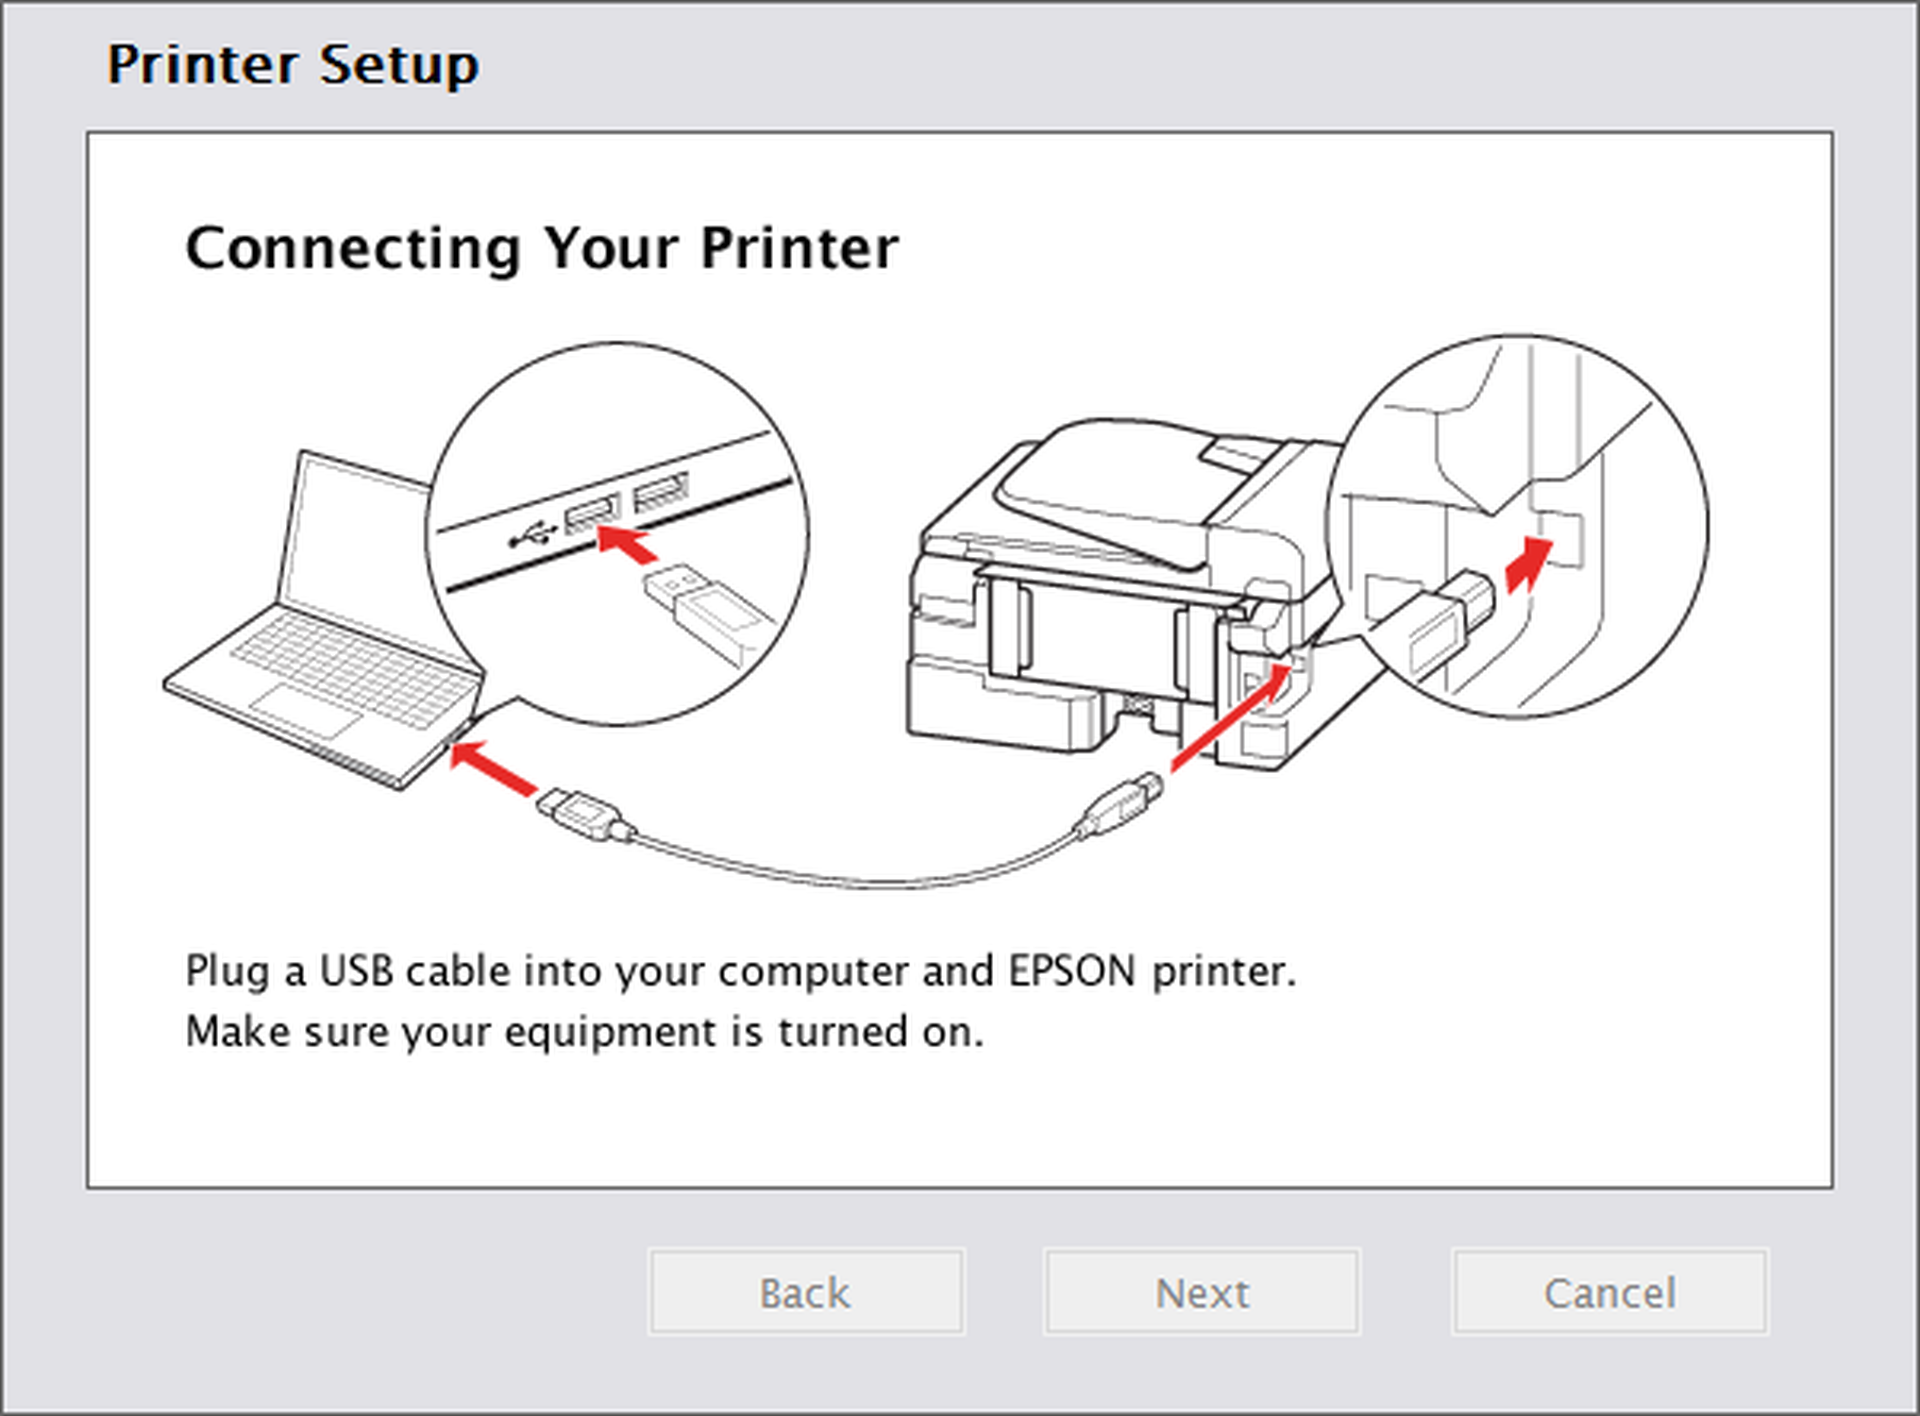 Printer Setup
Connecting Your Printer
Plug a USB cable into your computer and EPSON printer.
Make sure your equipment is turned on.
Back
Next
Cancel